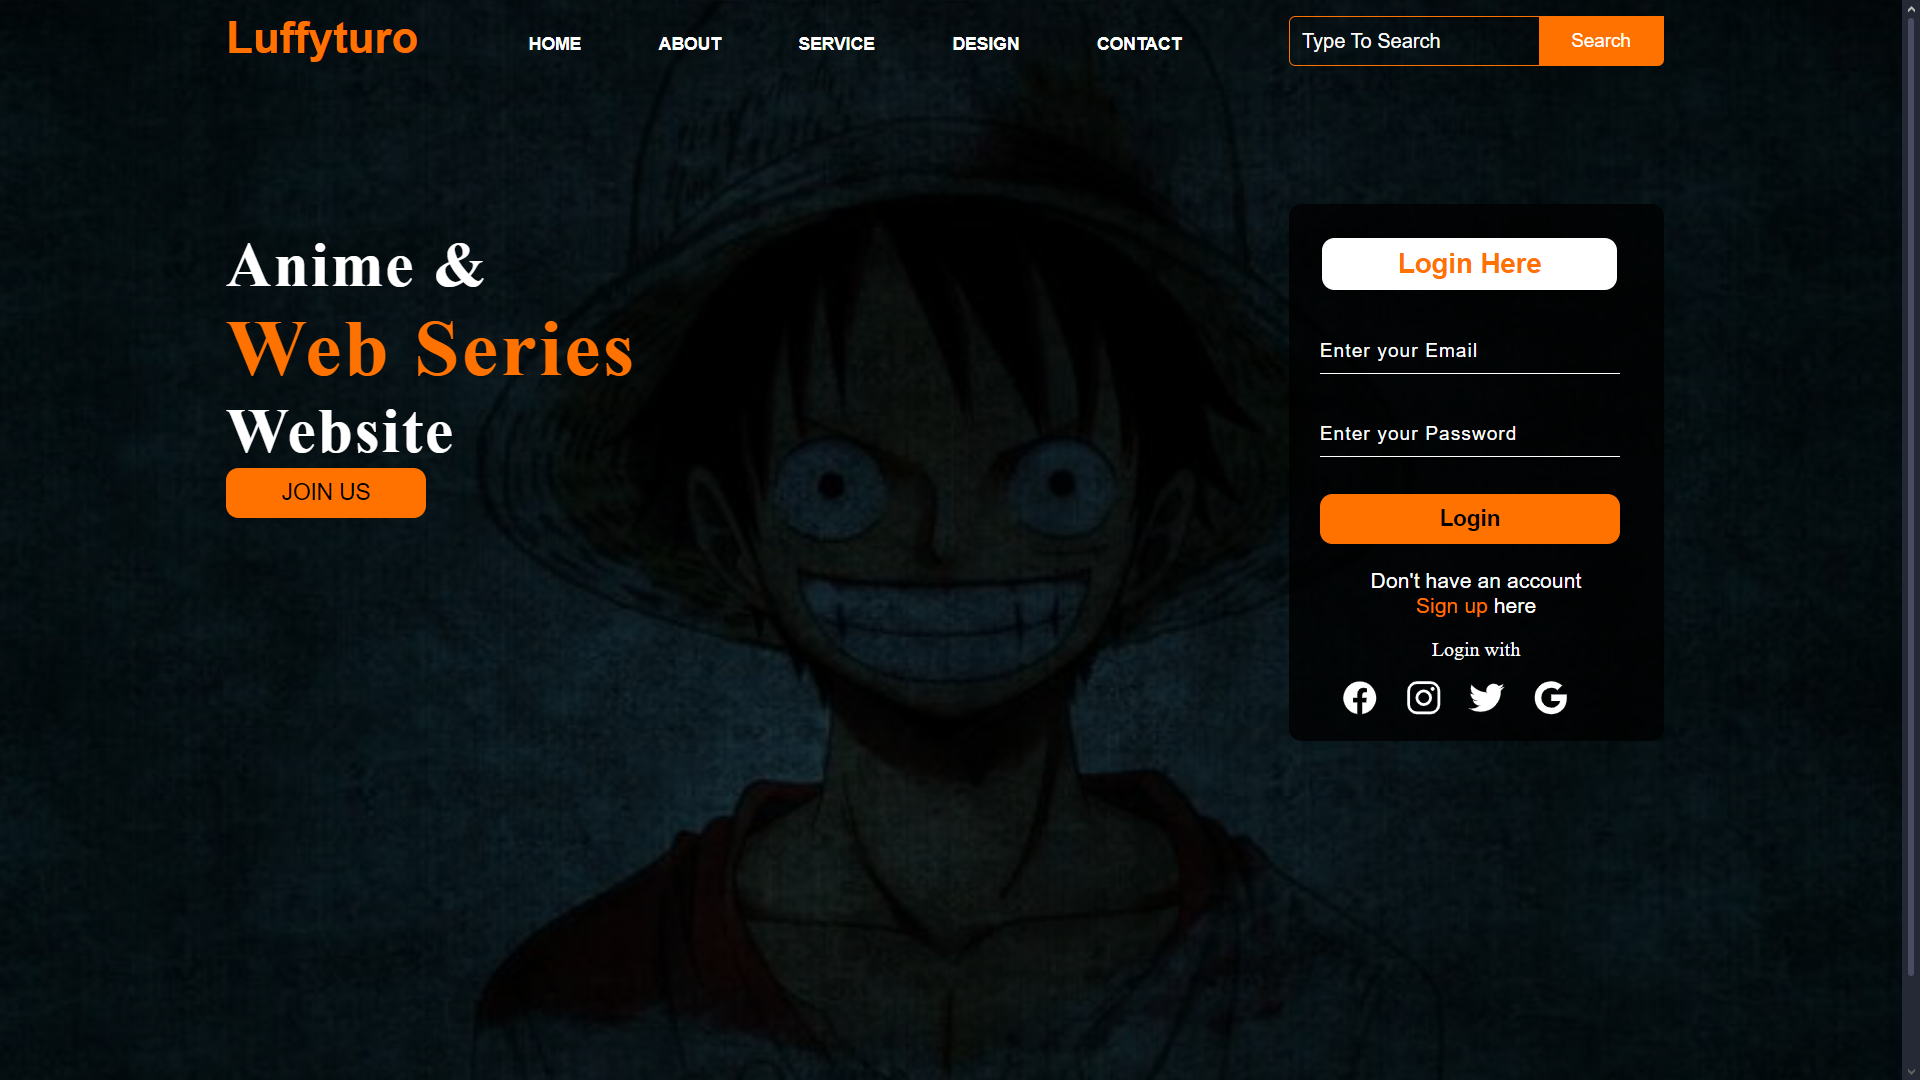 Luffyturo
HOME ABOUT SERVICE DESIGN CONTACT
Type To Search Search
Anime &
Web Series
Website
JOIN US
Login Here
Enter your Email
Enter your Password
Login
Don't have an account
Sign up here
Login with